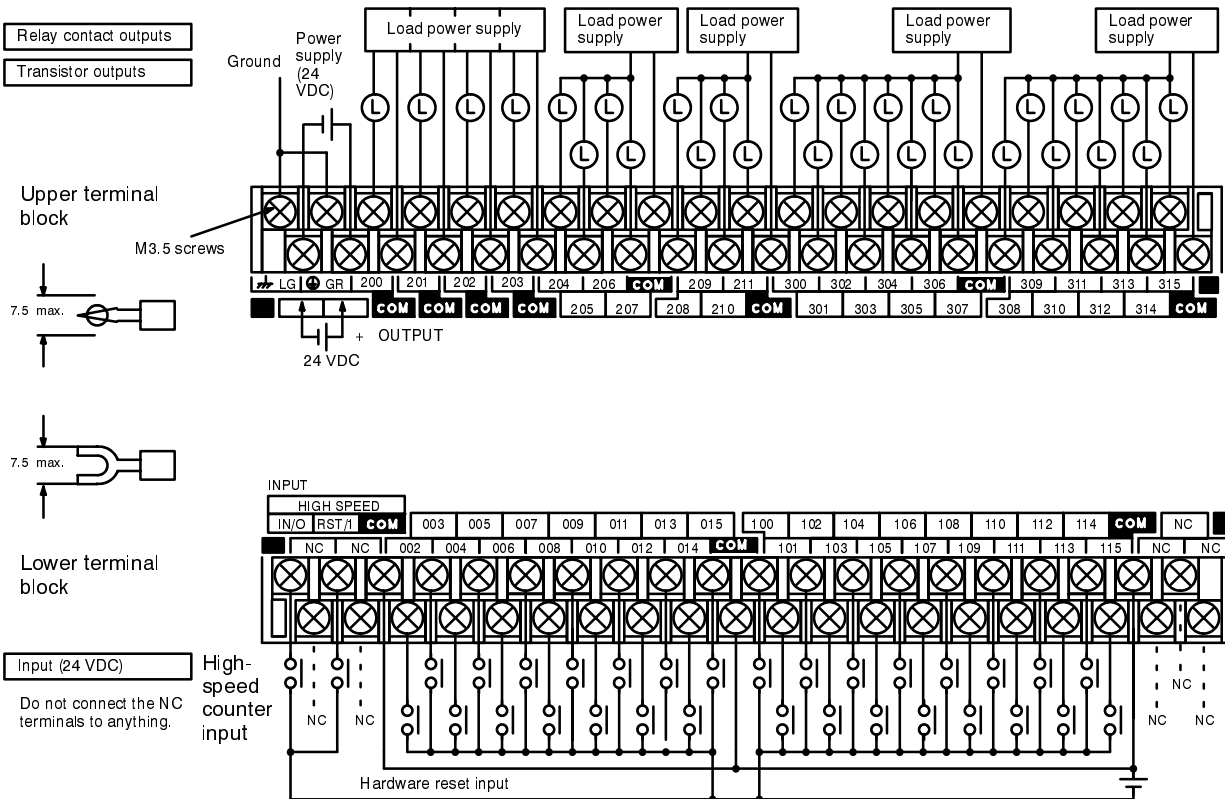 Relay contact outputs
Transistor outputs
Ground
Power
supply
(24
VDC)
Load power supply
Load power
supply
Load power
supply
Load power
supply
Load power
supply
L L L L L L L L L L L L L L L L
L L L L L L L L L L L L
Upper terminal
block
M3.5 screws
LG GR 200 201 202 203 204 206 COM 209 211 300 302 304 306 COM 309 311 313 315
COM COM COM COM 205 207 208 210 COM 301 303 305 307 308 310 312 314 COM
7.5 max.
+ OUTPUT
24 VDC
7.5 max.
INPUT
HIGH SPEED
IN/0 RST/1 COM 003 005 007 009 011 013 015 100 102 104 106 108 110 112 114 COM NC
NC NC 002 004 006 008 010 012 014 COM 101 103 105 107 109 111 113 115 NC NC
Lower terminal
block
Input (24 VDC)
Do not connect the NC
terminals to anything.
High-
speed
counter
input
NC NC NC NC NC
Hardware reset input